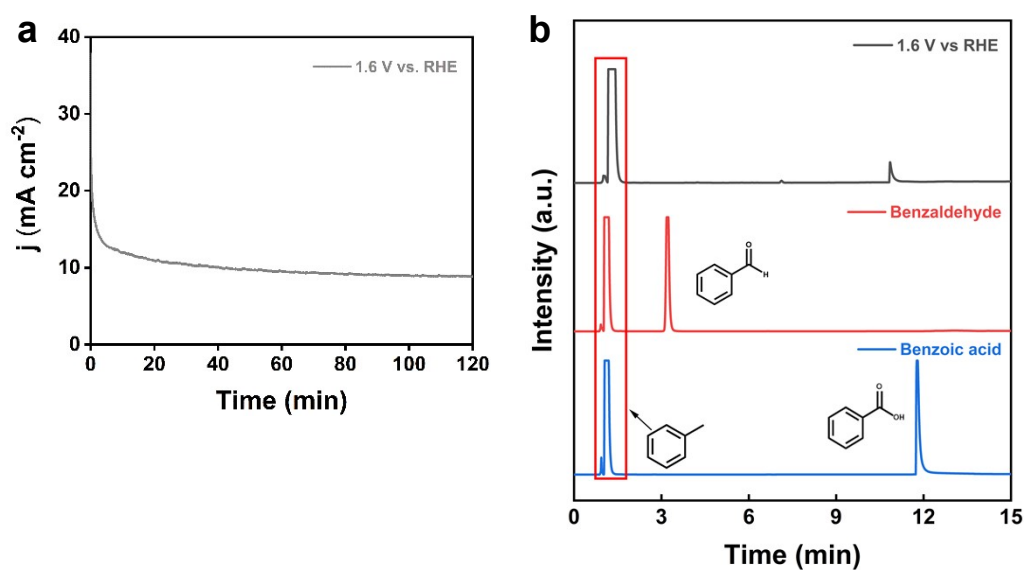 a
40
30
20
10
0
j (mA cm-2)
1.6 V vs. RHE
0 20 40 60 80 100 120
Time (min)
b
Intensity (a.u.)
1.6 V vs RHE
Benzaldehyde
O
H
Benzoic acid
O
OH
0 3 6 9 12 15
Time (min)